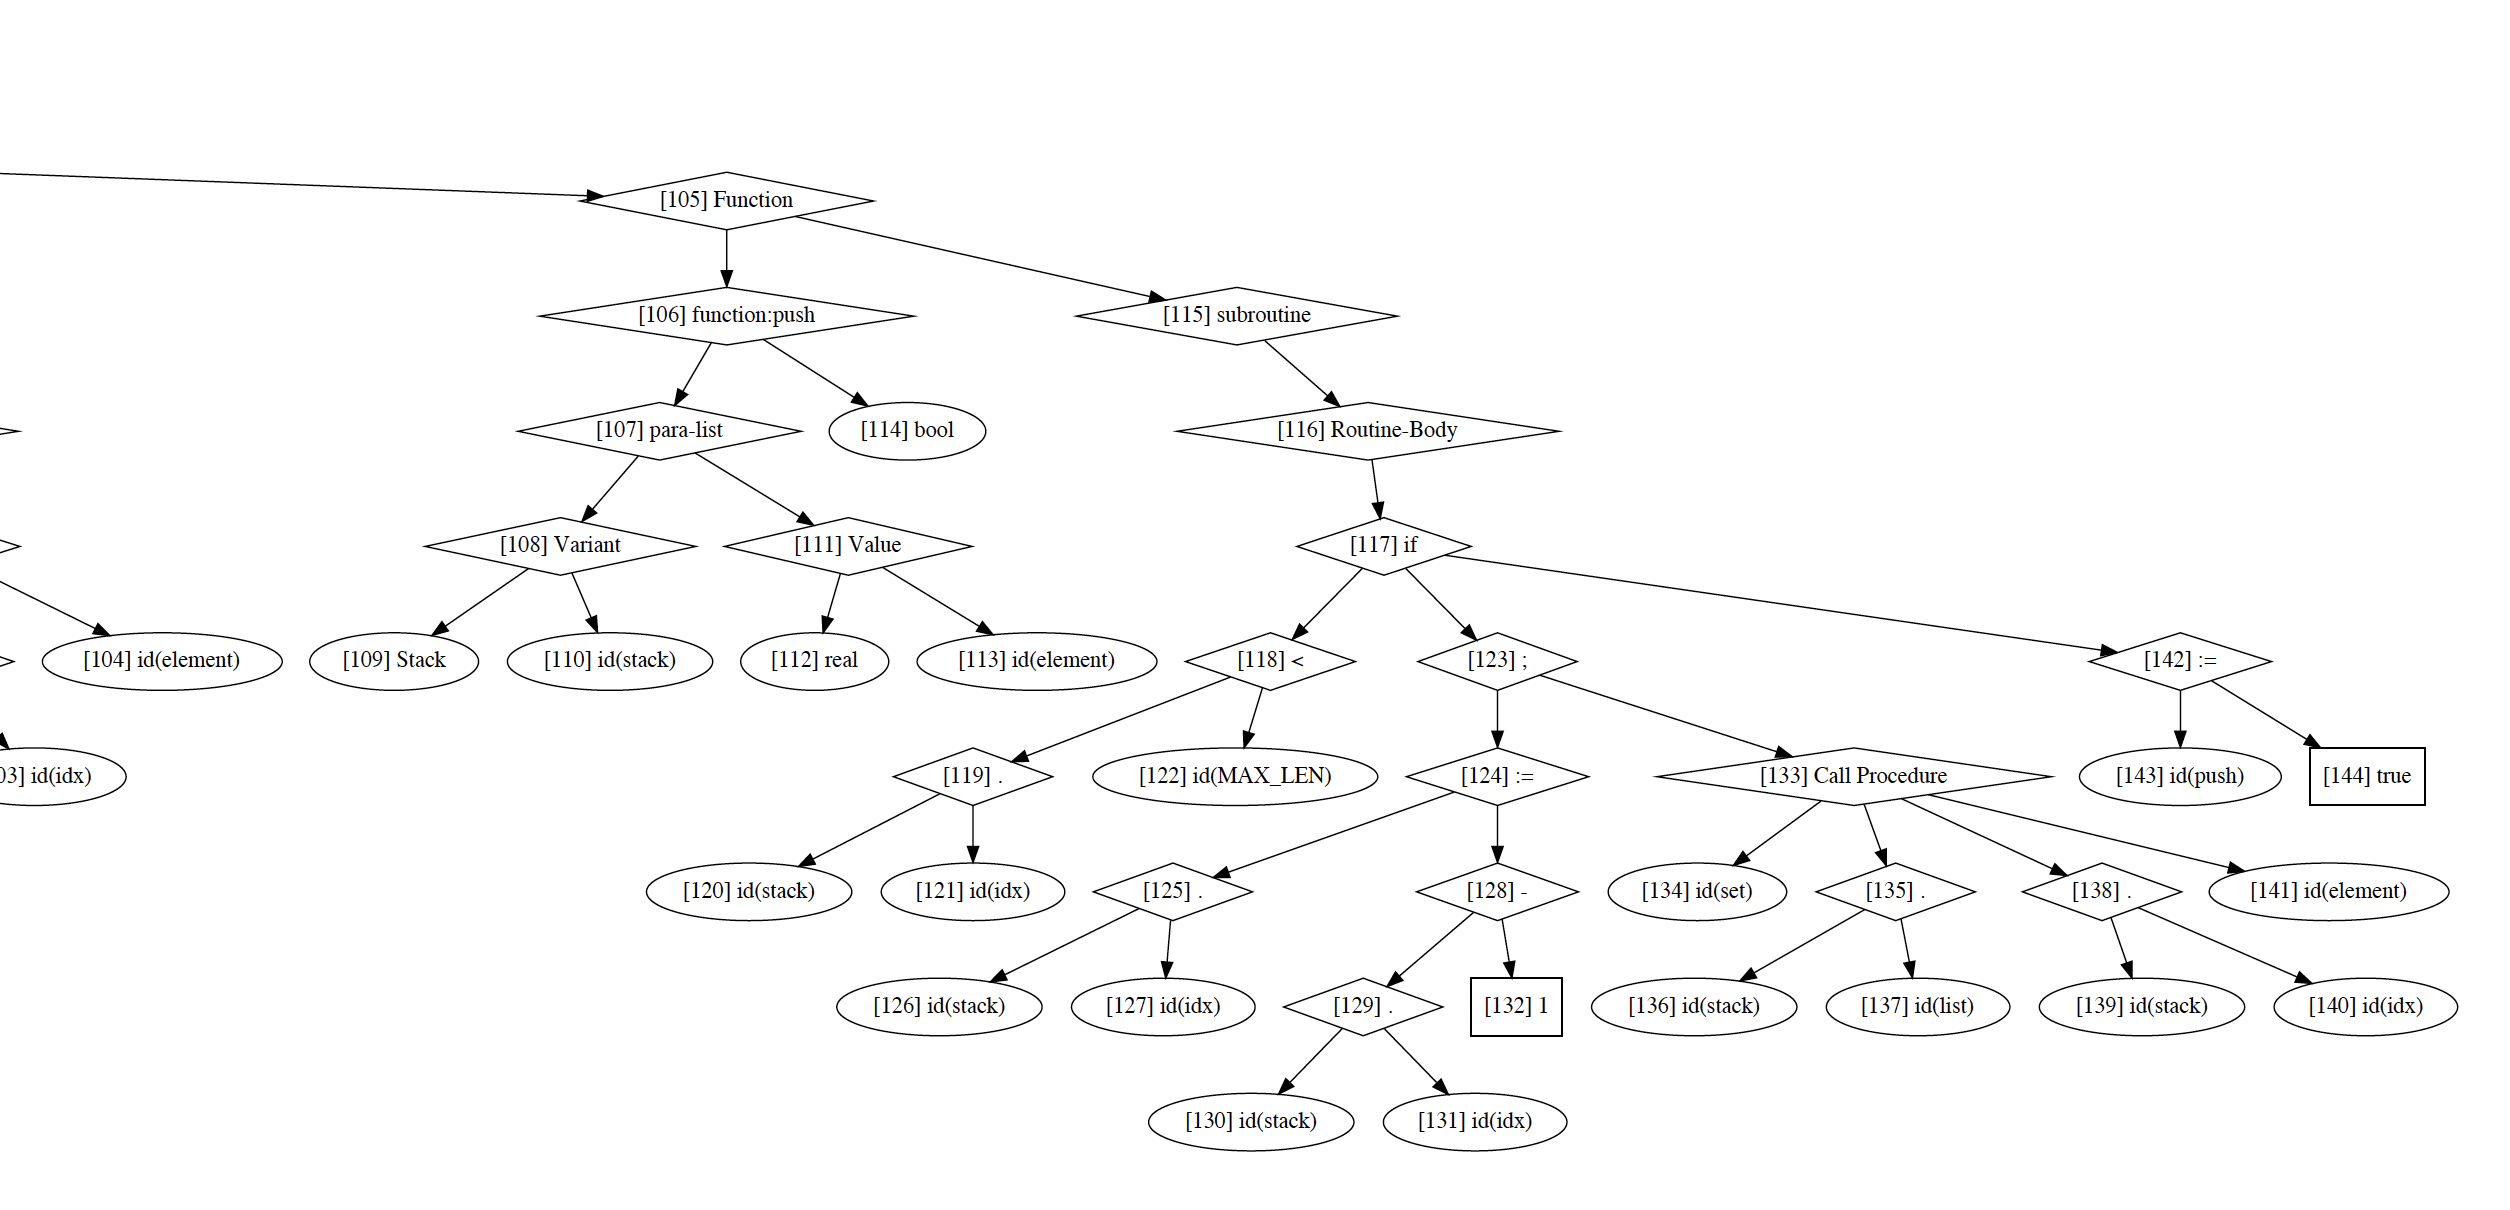 [105] Function
[106] function:push
[115] subroutine
[107] para-list
[114] bool
[116] Routine-Body
[108] Variant
[111] Value
[117] if
[104] id(element)
[109] Stack
[110] id(stack)
[112] real
[113] id(element)
[118] <
[123] ;
[142] :=
03] id(idx)
[119] .
[122] id(MAX_LEN)
[124] :=
[133] Call Procedure
[143] id(push)
[144] true
[120] id(stack)
[121] id(idx)
[125] .
[128] -
[134] id(set)
[135] .
[138] .
[141] id(element)
[126] id(stack)
[127] id(idx)
[129] .
[132] 1
[136] id(stack)
[137] id(list)
[139] id(stack)
[140] id(idx)
[130] id(stack)
[131] id(idx)